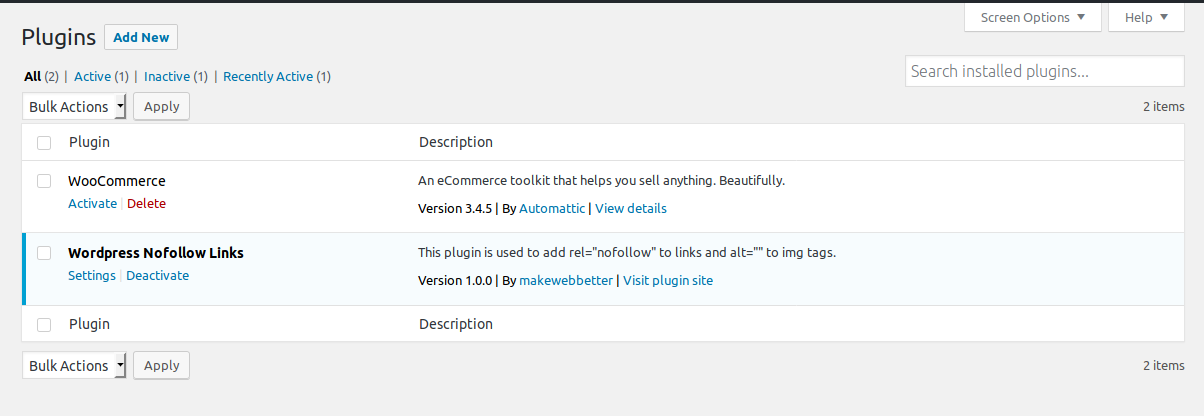 Screen Options Help
Plugins Add New
All (2) | Active (1) | Inactive (1) | Recently Active (1)
Search installed plugins...
Bulk Actions Apply 2 items
Plugin Description
WooCommerce An eCommerce toolkit that helps you sell anything. Beautifully.
Activate | Delete Version 3.4.5 | By Automattic | View details
Wordpress Nofollow Links This plugin is used to add rel="nofollow" to links and alt="" to img tags.
Settings | Deactivate Version 1.0.0 | By makewebbetter | Visit plugin site
Plugin Description
Bulk Actions Apply 2 items